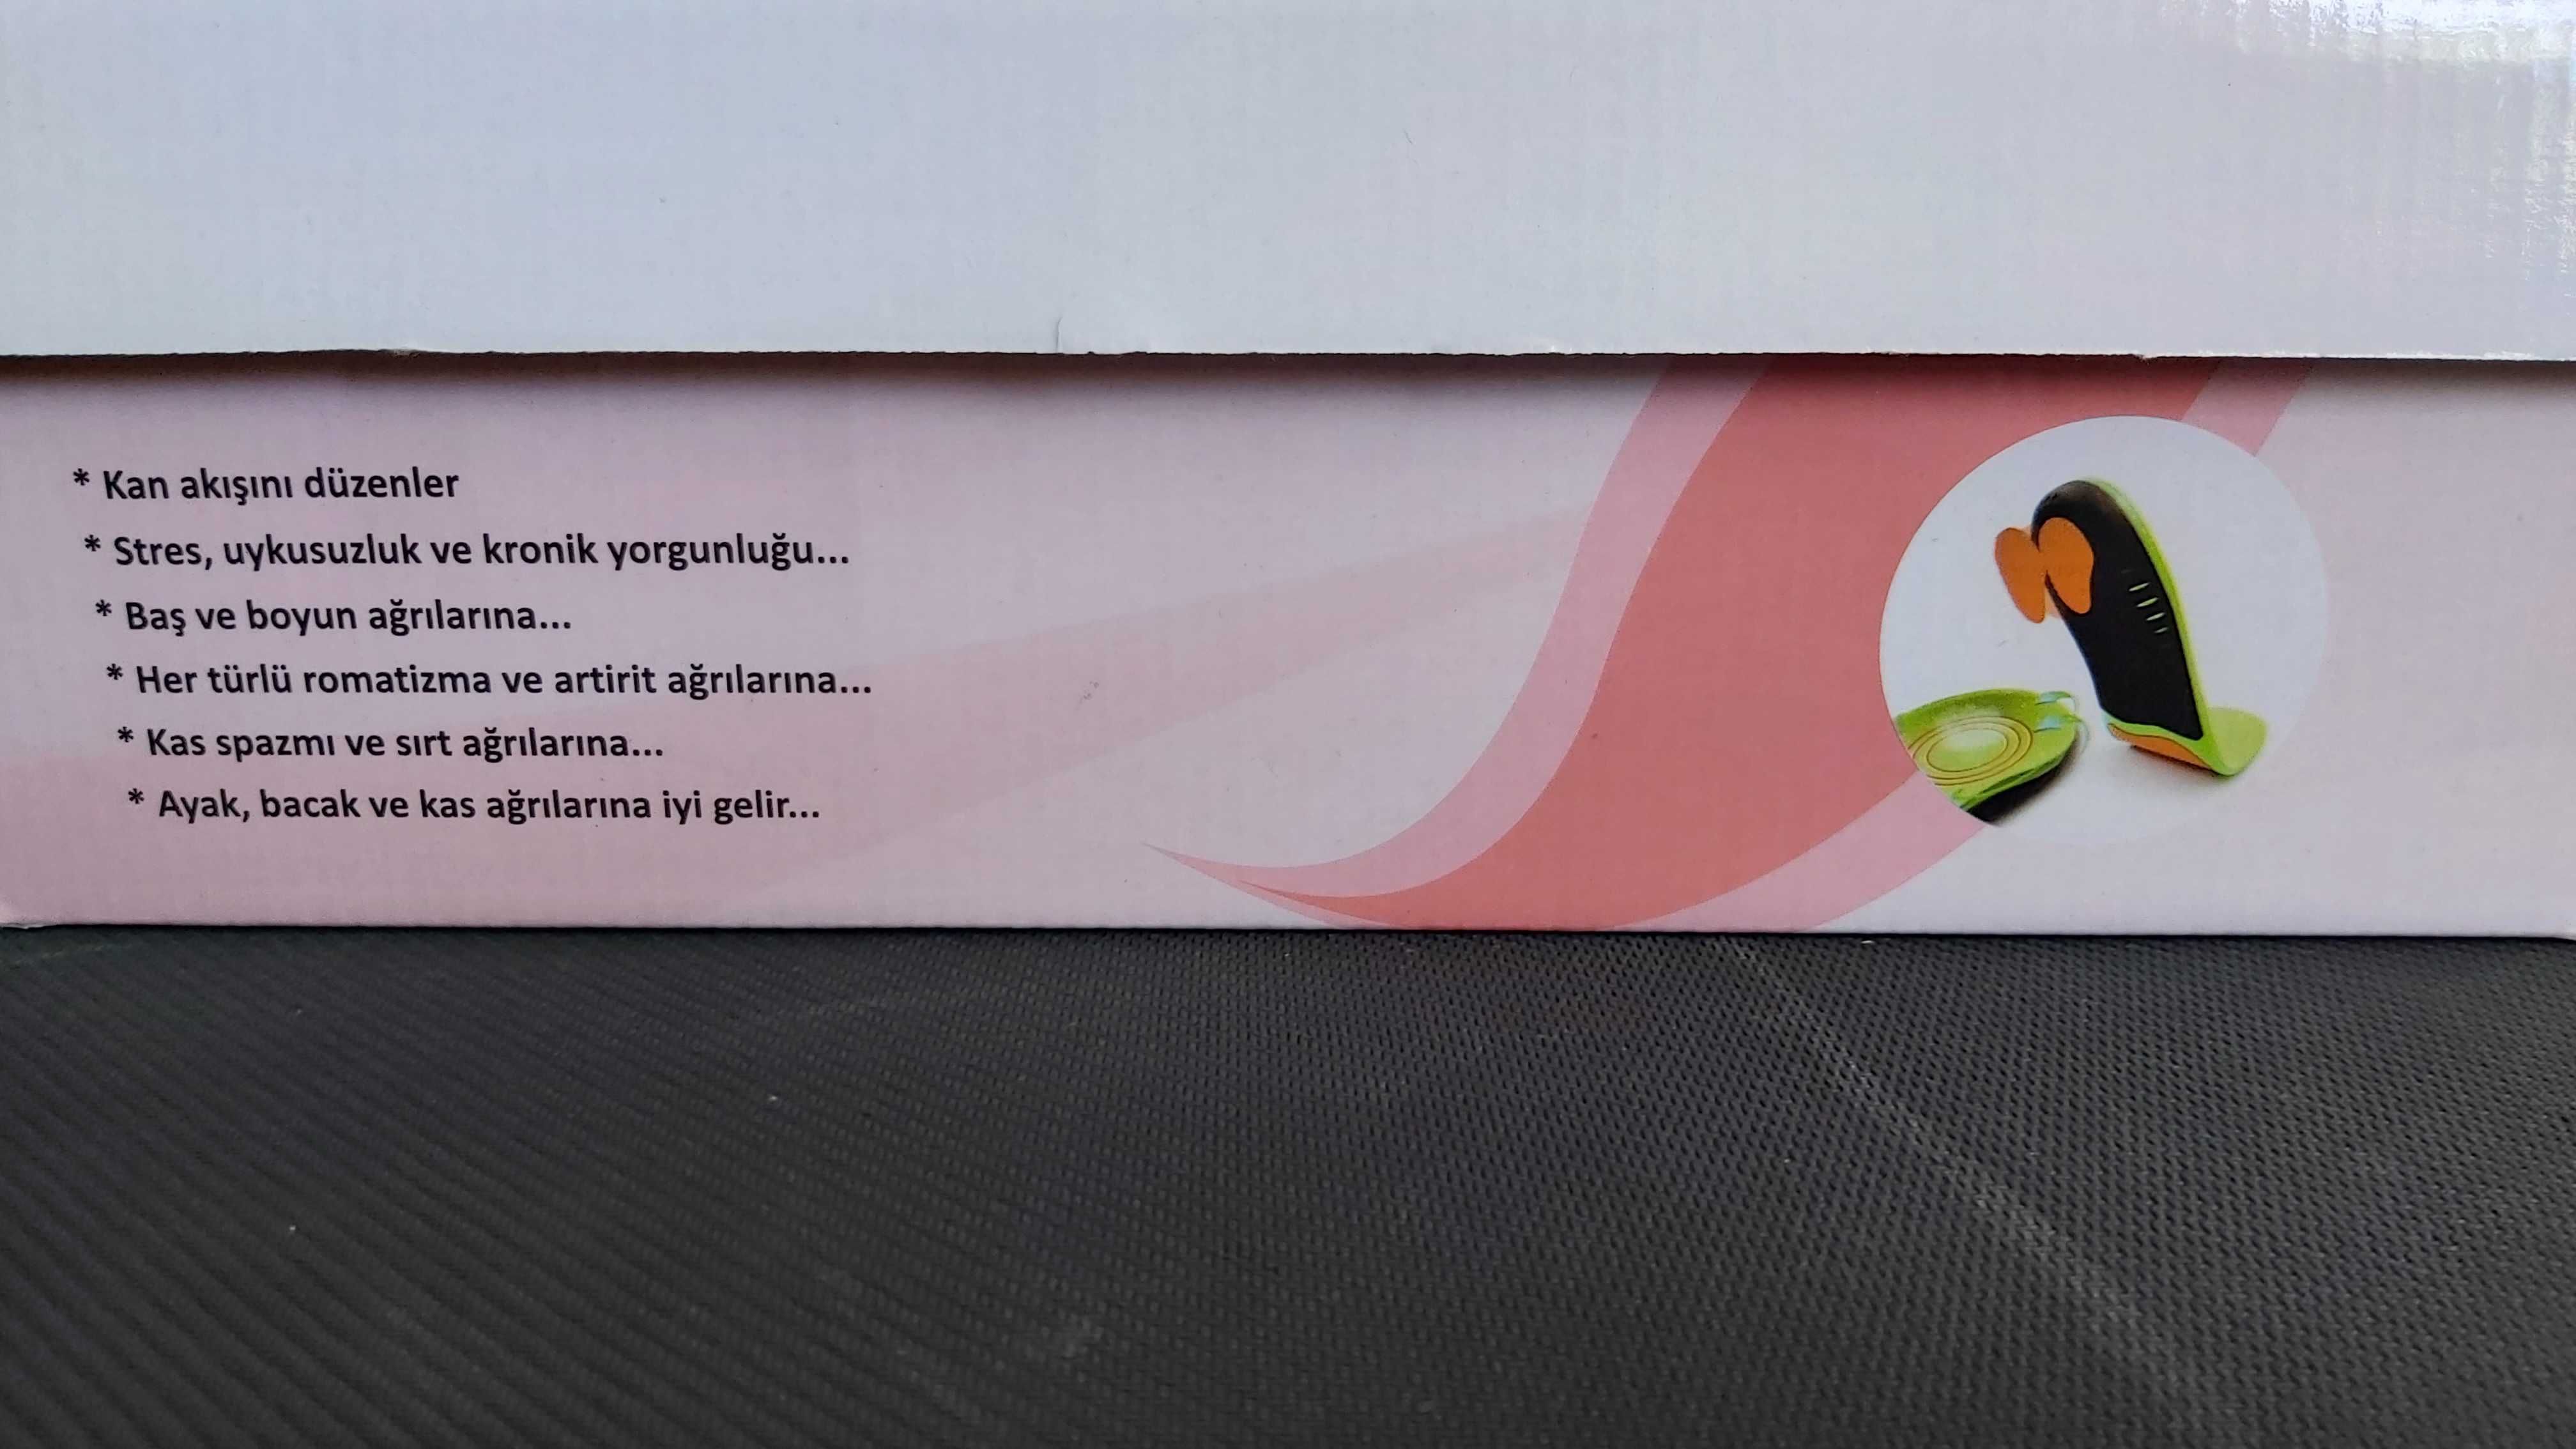 * Kan akışını düzenler
* Stres, uykusuzluk ve kronik yorgunluğu...
* Baş ve boyun ağrılarına...
* Her türlü romatizma ve artirit ağrılarına...
* Kas spazmı ve sırt ağrılarına...
* Ayak, bacak ve kas ağrılarına iyi gelir...